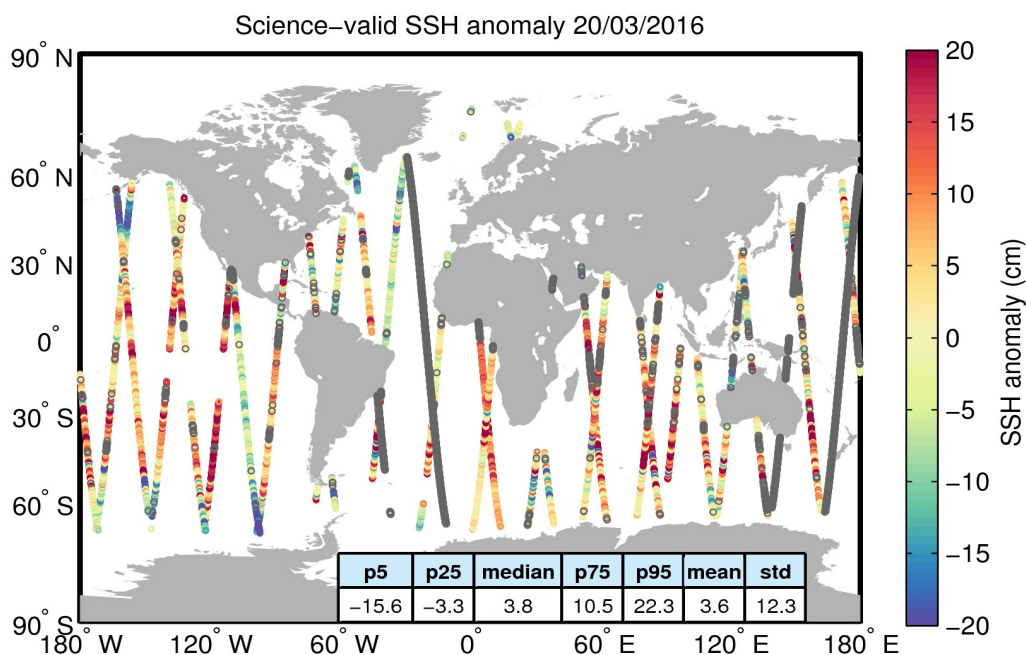 Science−valid SSH anomaly 20/03/2016
90° N
60° N
30° N
0°
30° S
60° S
90° S
180° W
120° W
60° W
0°
60° E
120° E
180° E
p5 p25 median p75 p95 mean std
−15.6 −3.3 3.8 10.5 22.3 3.6 12.3
20
15
10
5
0
−5
−10
−15
−20
SSH anomaly (cm)